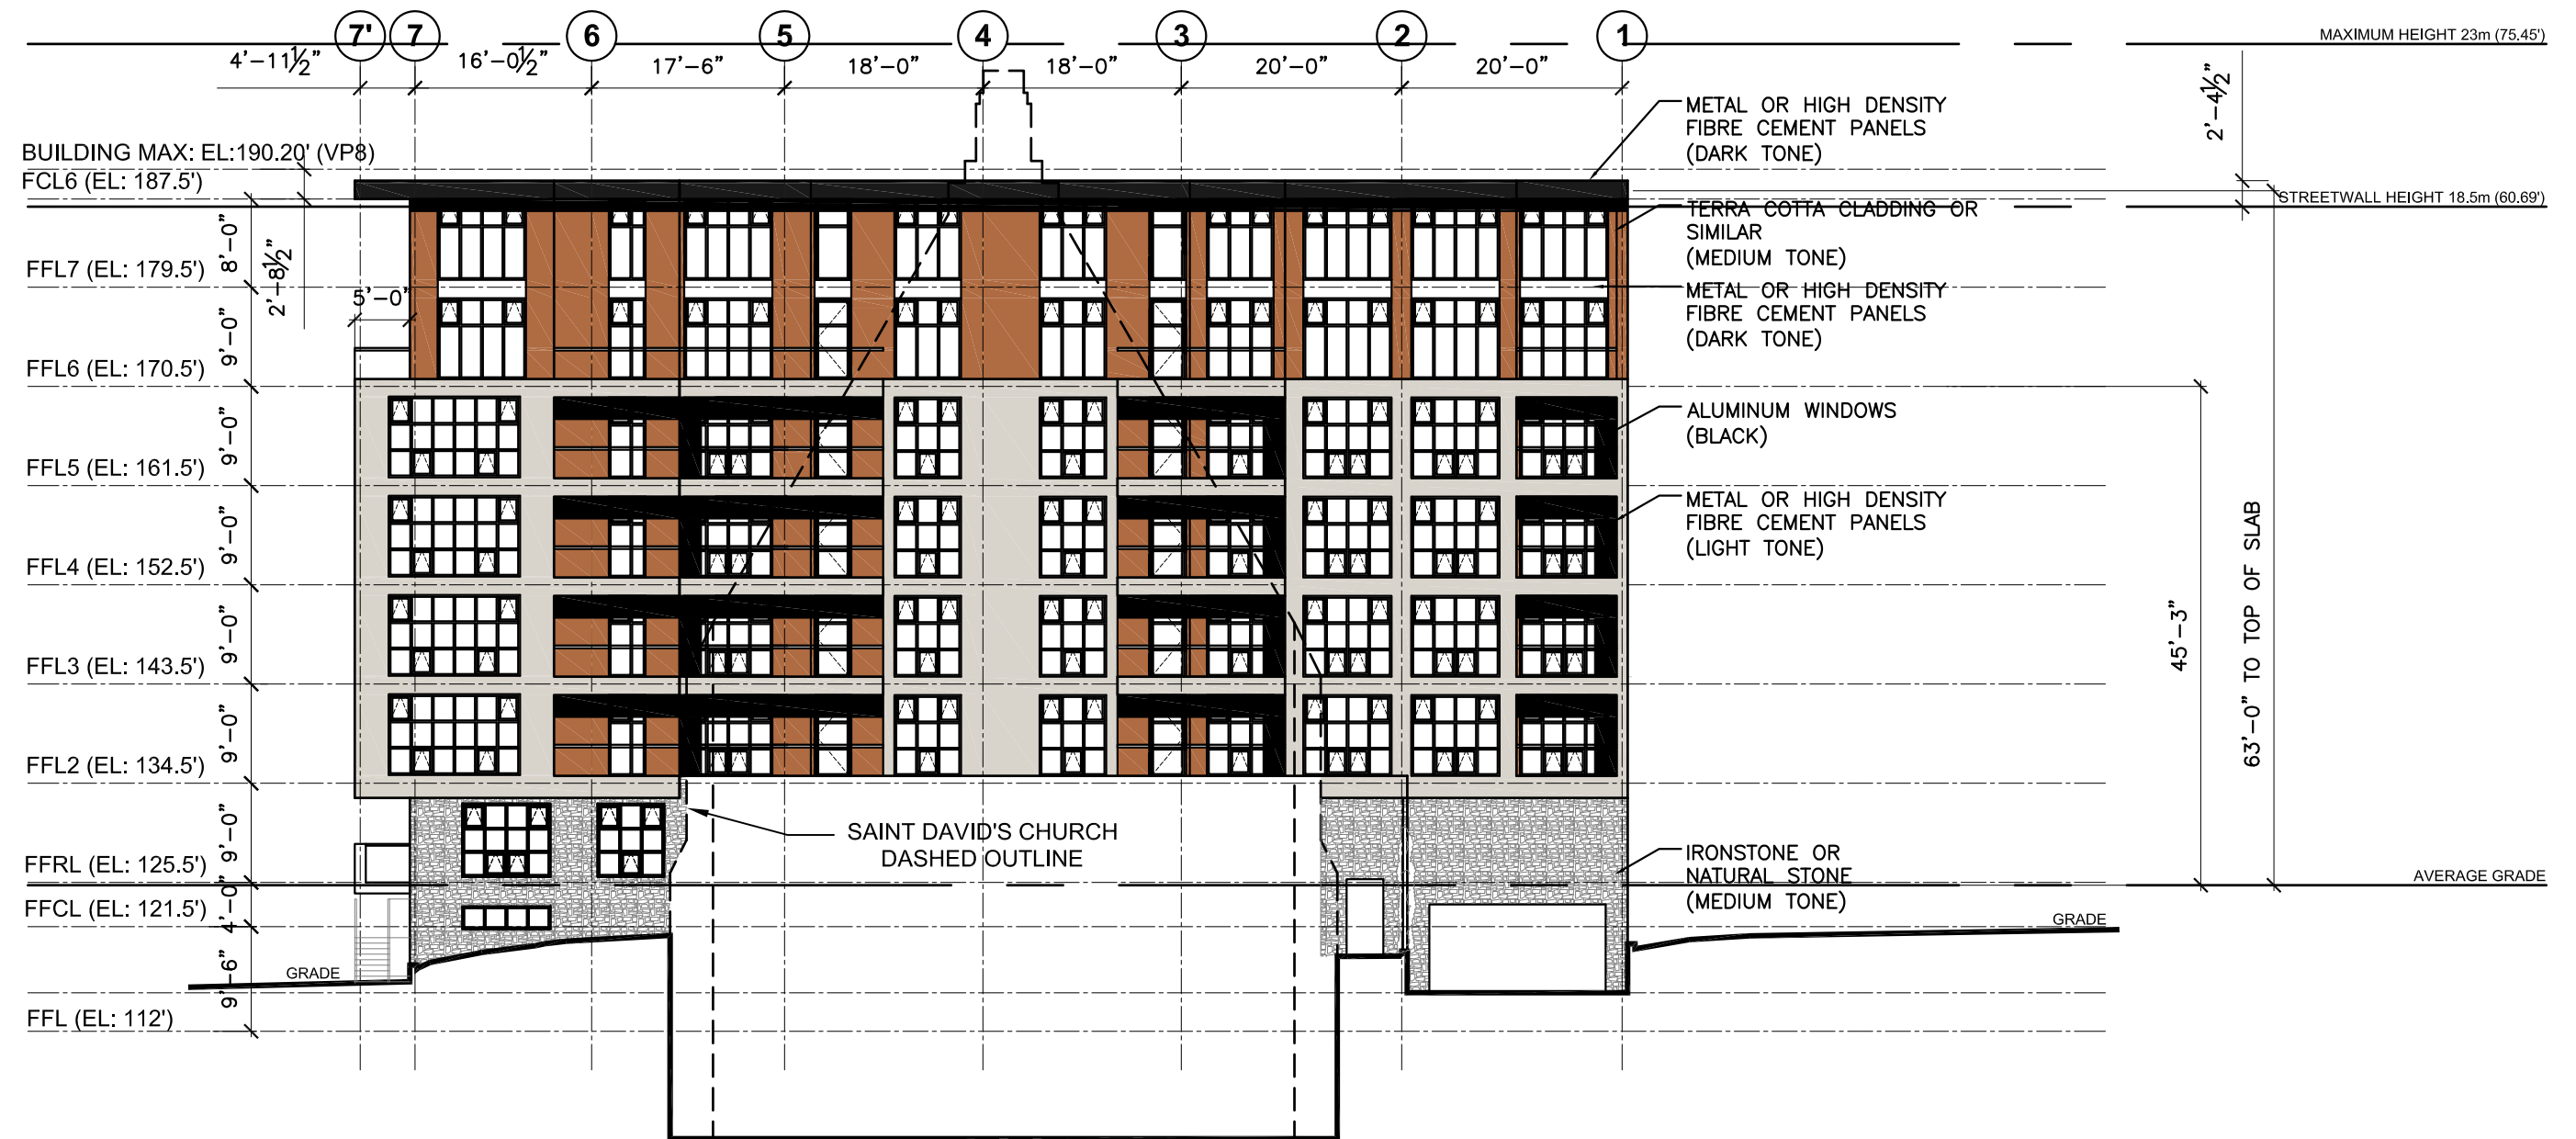 7'
7
6
5
4
3
2
1
MAXIMUM HEIGHT 23m (75.45')
4'-11½"
16'-0½"
17'-6"
18'-0"
18'-0"
20'-0"
20'-0"
2'-4½"
METAL OR HIGH DENSITY
FIBRE CEMENT PANELS
(DARK TONE)
BUILDING MAX: EL:190.20' (VP8)
FCL6 (EL: 187.5')
STREETWALL HEIGHT 18.5m (60.69')
TERRA COTTA CLADDING OR
SIMILAR
(MEDIUM TONE)
8'-0"
2'-8½"
FFL7 (EL: 179.5')
5'-0"
METAL OR HIGH DENSITY
FIBRE CEMENT PANELS
(DARK TONE)
9'-0"
FFL6 (EL: 170.5')
ALUMINUM WINDOWS
(BLACK)
9'-0"
FFL5 (EL: 161.5')
METAL OR HIGH DENSITY
FIBRE CEMENT PANELS
(LIGHT TONE)
9'-0"
FFL4 (EL: 152.5')
9'-0"
FFL3 (EL: 143.5')
45'-3"
63'-0" TO TOP OF SLAB
9'-0"
FFL2 (EL: 134.5')
SAINT DAVID'S CHURCH
DASHED OUTLINE
9'-0"
FFRL (EL: 125.5')
IRONSTONE OR
NATURAL STONE
(MEDIUM TONE)
AVERAGE GRADE
4'-0"
FFCL (EL: 121.5')
GRADE
GRADE
9'-6"
FFL (EL: 112')